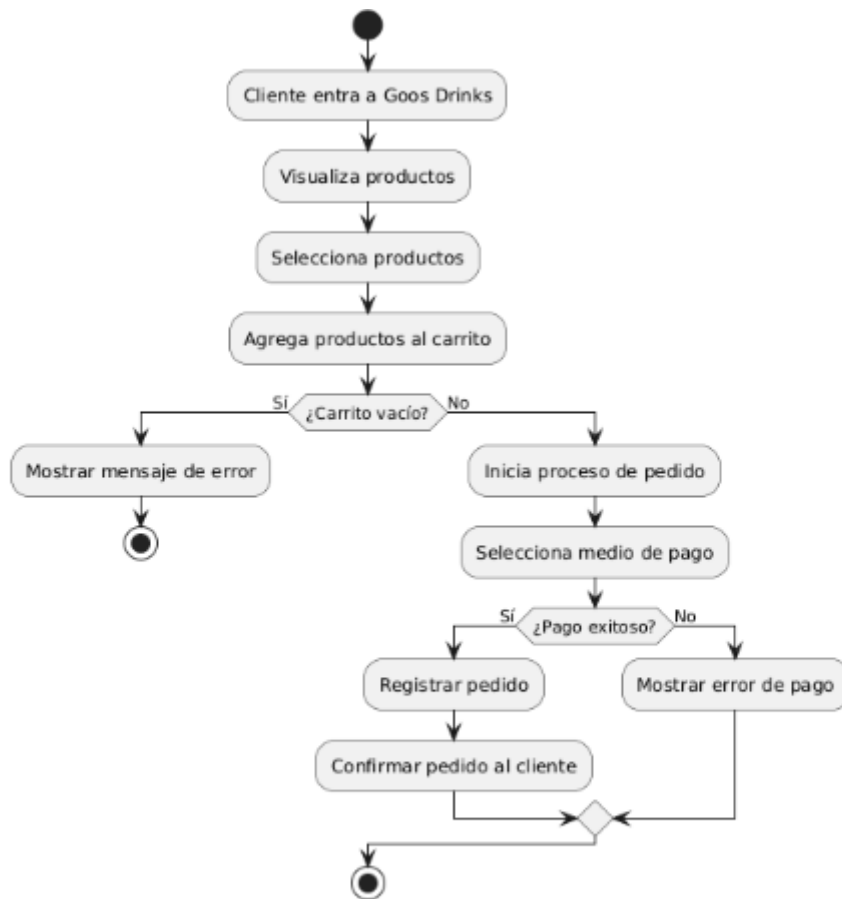 Cliente entra a Goos Drinks
Visualiza productos
Selecciona productos
Agrega productos al carrito
Sí
¿Carrito vacío?
No
Mostrar mensaje de error
Inicia proceso de pedido
Selecciona medio de pago
Sí
¿Pago exitoso?
No
Registrar pedido
Mostrar error de pago
Confirmar pedido al cliente